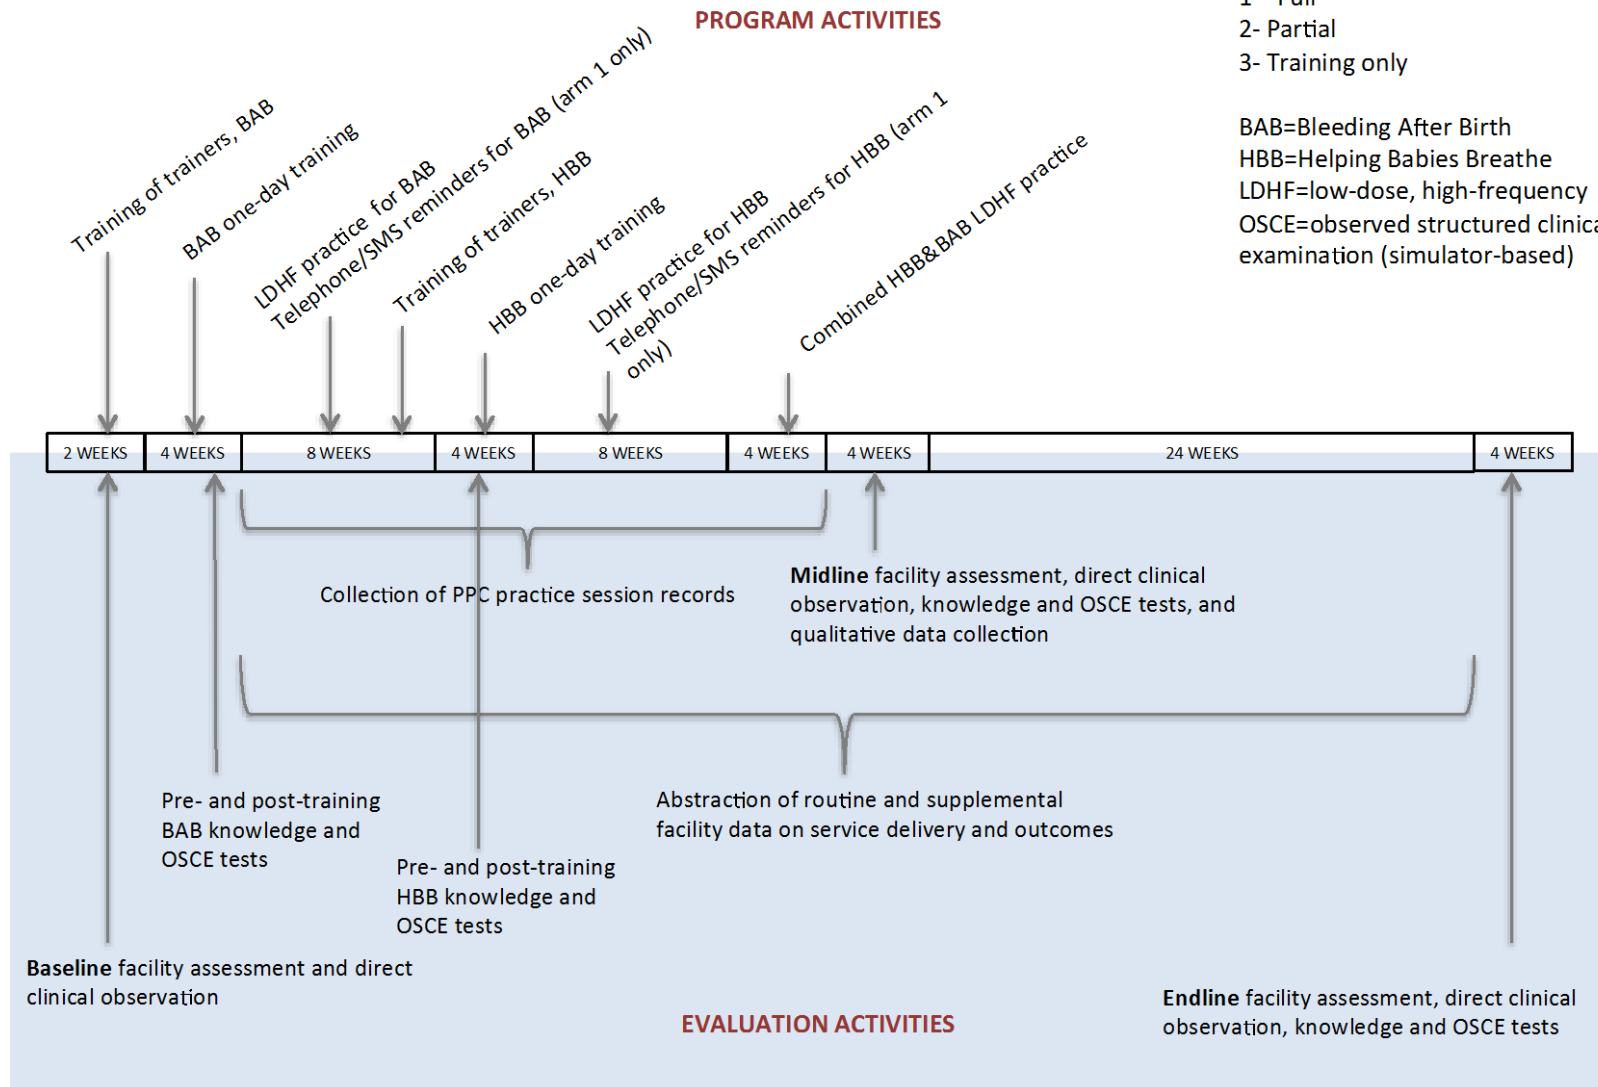 PROGRAM ACTIVITIES
2- Partial
3- Training only
BAB=Bleeding After Birth
HBB=Helping Babies Breathe
LDHF=low-dose, high-frequency
OSCE=observed structured
examination (simulator-based)
Training of trainers, BAB
BAB one-day training
LDHF practice for BAB
Telephone/SMS reminders for BAB (arm 1 only)
Training of trainers, HBB
HBB one-day training
LDHF practice for HBB
Telephone/SMS reminders for HBB (arm 1
only)
Combined HBB&BAB LDHF practice
2 WEEKS
4 WEEKS
8 WEEKS
4 WEEKS
8 WEEKS
4 WEEKS
4 WEEKS
24 WEEKS
4 WEEKS
Collection of PPC practice session records
Midline facility assessment, direct clinical
observation, knowledge and OSCE tests, and
qualitative data collection
Pre- and post-training
BAB knowledge and
OSCE tests
Abstraction of routine and supplemental
facility data on service delivery and outcomes
Pre- and post-training
HBB knowledge and
OSCE tests
Baseline facility assessment and direct
clinical observation
Endline facility assessment, direct clinical
observation, knowledge and OSCE tests
EVALUATION ACTIVITIES